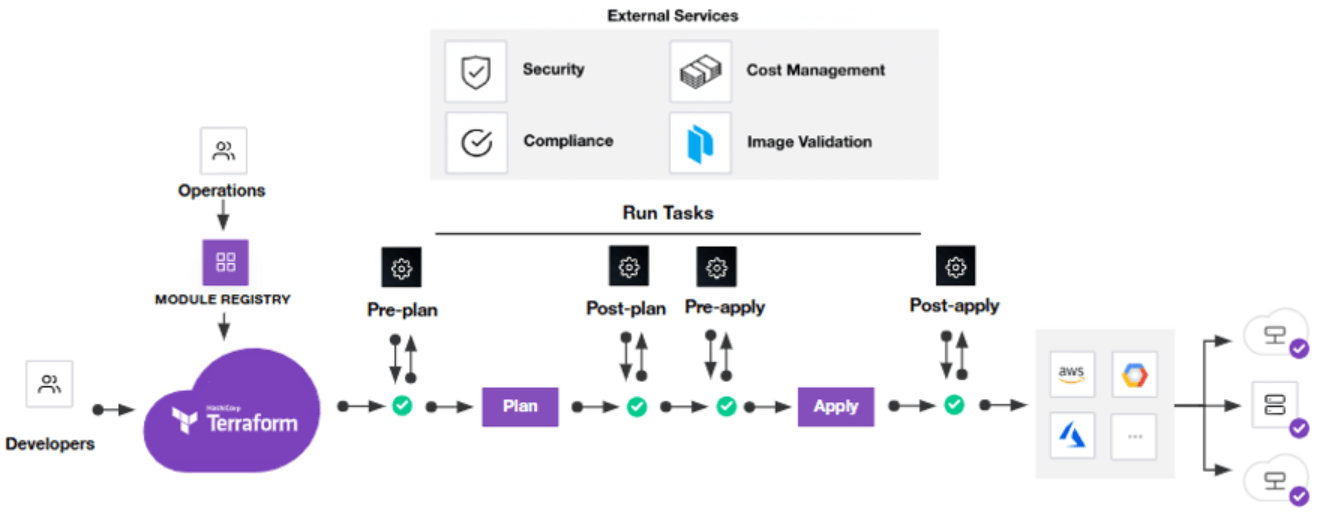 External Services
Security
Cost Management
Compliance
Image Validation
Operations
Run Tasks
MODULE REGISTRY
Pre-plan
Post-plan
Pre-apply
Post-apply
Developers
HashiCorp
Terraform
Plan
Apply
aws